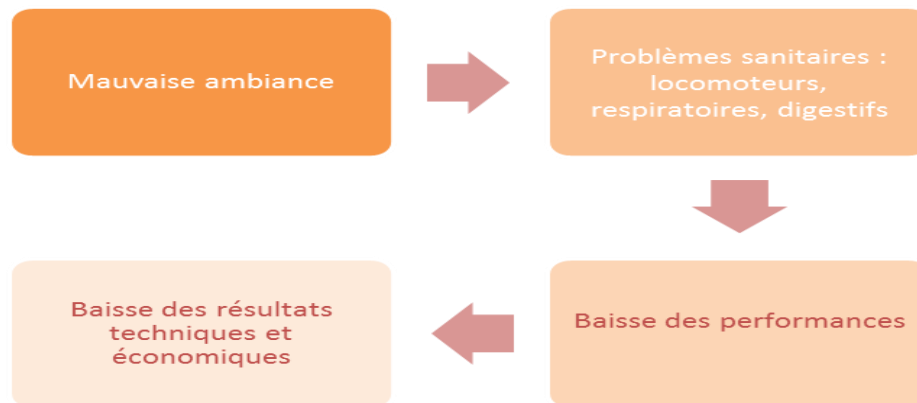 Mauvaise ambiance
Problèmes sanitaires :
locomoteurs,
respiratoires, digestifs
Baisse des performances
Baisse des résultats
techniques et
économiques